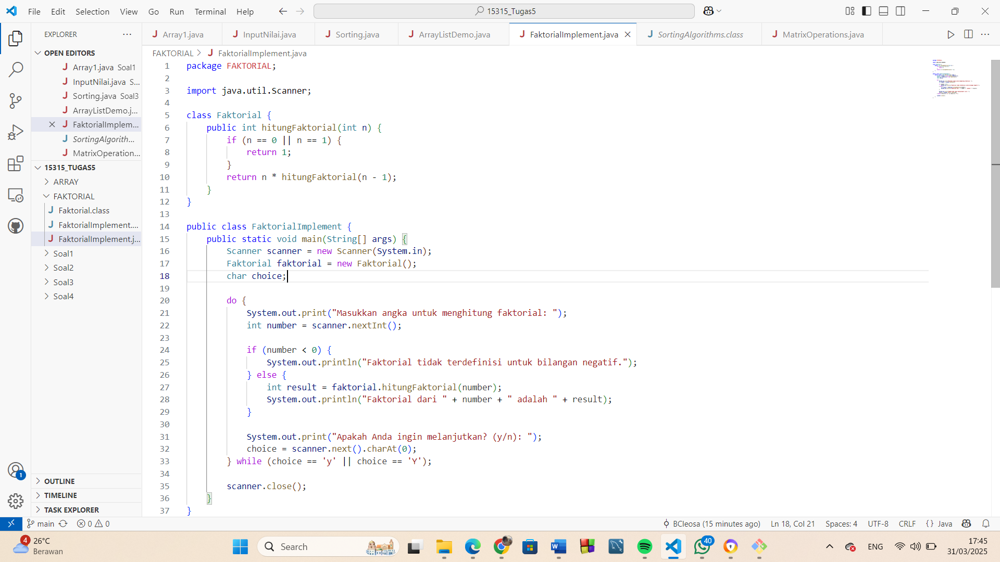 File Edit Selection View Go Run Terminal Help
15315_Tugas5
EXPLORER
Array1.java InputNilai.java Sorting.java ArrayListDemo.java FaktorialImplement.java SortingAlgorithms.class MatrixOperations.java
OPEN EDITORS
Array1.java Soal1
InputNilai.java S...
Sorting.java Soal3
ArrayListDemo.j...
FaktorialImplem...
SortingAlgorith...
MatrixOperation...
15315_TUGAS5
ARRAY
FAKTORIAL
Faktorial.class
FaktorialImplement....
FaktorialImplement.j...
Soal1
Soal2
Soal3
Soal4
OUTLINE
TIMELINE
TASK EXPLORER
1
FAKTORIAL > FaktorialImplement.java
1 package FAKTORIAL;
2
3 import java.util.Scanner;
4
5 class Faktorial {
6 public int hitungFaktorial(int n) {
7 if (n == 0 || n == 1) {
8 return 1;
9 }
10 return n * hitungFaktorial(n - 1);
11 }
12 }
13
14 public class FaktorialImplement {
15 public static void main(String[] args) {
16 Scanner scanner = new Scanner(System.in);
17 Faktorial faktorial = new Faktorial();
18 char choice;
19
20 do {
21 System.out.print("Masukkan angka untuk menghitung faktorial: ");
22 int number = scanner.nextInt();
23
24 if (number < 0) {
25 System.out.println("Faktorial tidak terdefinisi untuk bilangan negatif.");
26 } else {
27 int result = faktorial.hitungFaktorial(number);
28 System.out.println("Faktorial dari " + number + " adalah " + result);
29 }
30
31 System.out.print("Apakah Anda ingin melanjutkan? (y/n): ");
32 choice = scanner.next().charAt(0);
33 } while (choice == 'y' || choice == 'Y');
34
35 scanner.close();
36 }
37 }
main 0 0 BCleosa (15 minutes ago) Ln 18, Col 21 Spaces: 4 UTF-8 CRLF {} Java
4 26°C
Berawan
Search
40
ENG
17:45
31/03/2025